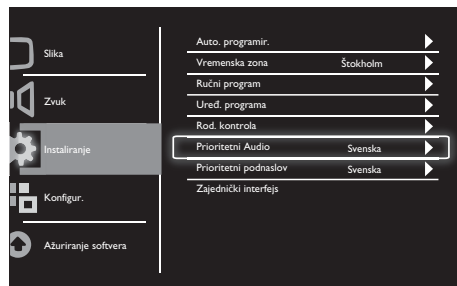 Slika
Zvuk
Instaliranje
Konfigur.
Ažuriranje softvera
Auto. programir.
Vremenska zona Štokholm
Ručni program
Uređ. programa
Rod. kontrola
Prioritetni Audio Svenska
Prioritetni podnaslov Svenska
Zajednički interfejs